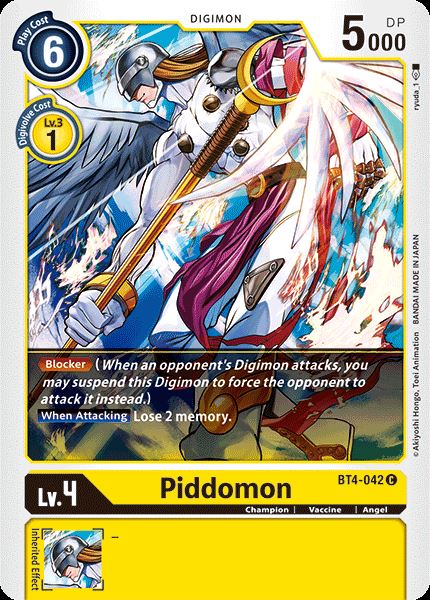 Play Cost
6
DIGIMON
DP
5000
Digivolve Cost
Lv.3
1
ryuda_1
©Akiyoshi Hongo, Toei Animation BANDAI MADE IN JAPAN
Blocker (When an opponent's Digimon attacks, you
may suspend this Digimon to force the opponent to
attack it instead.)
When Attacking Lose 2 memory.
Lv.4
Piddomon
BT4-042 C
Champion | Vaccine | Angel
Inherited Effect
–